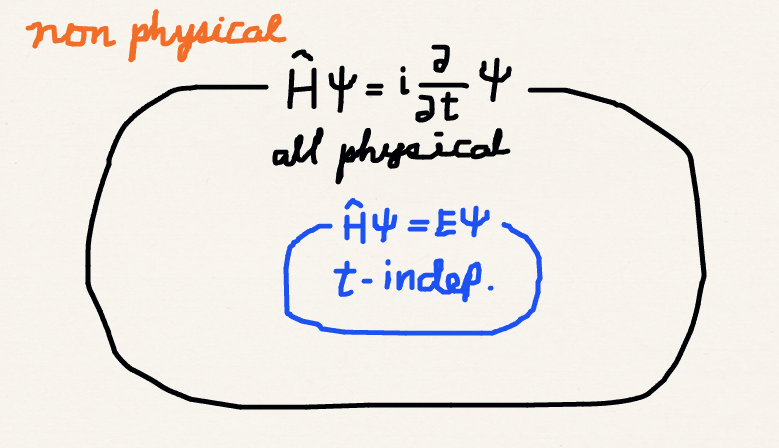 non physical
ĤΨ = i ∂/∂t Ψ
all physical
ĤΨ = EΨ
t-indep.